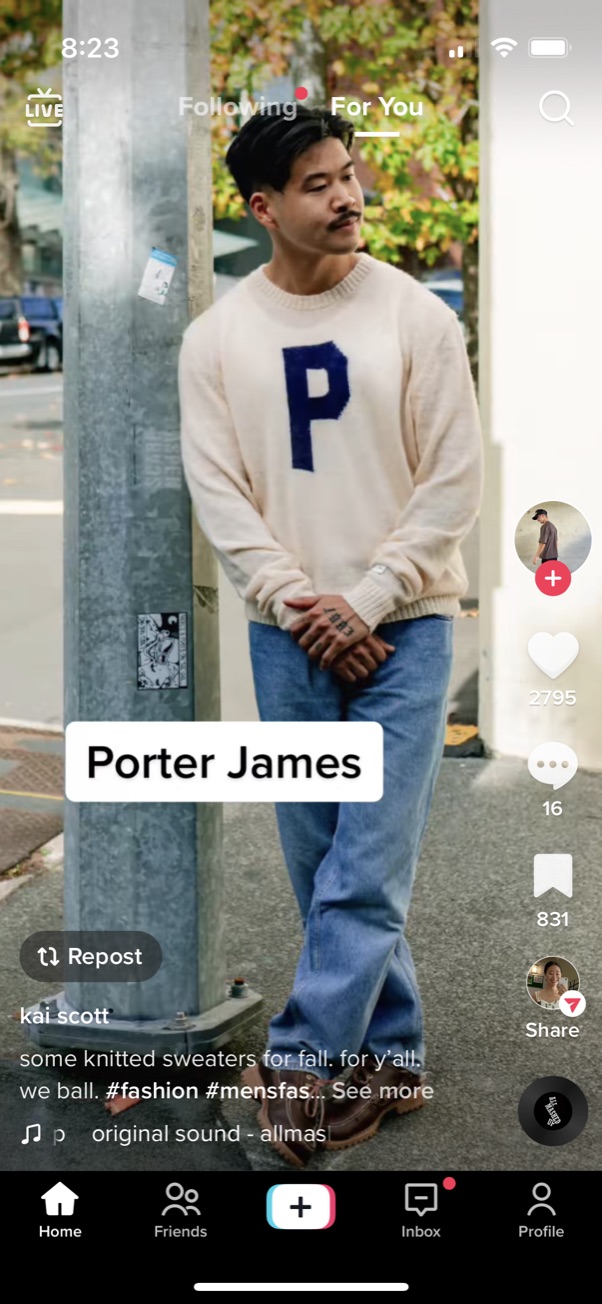 8:23
LIVE
Following
For You
P
Porter James
2795
16
831
Repost
Share
kai scott
some knitted sweaters for fall. for y'all.
we ball. #fashion #mensfas... See more
p original sound - allmas
Home
Friends
Inbox
Profile